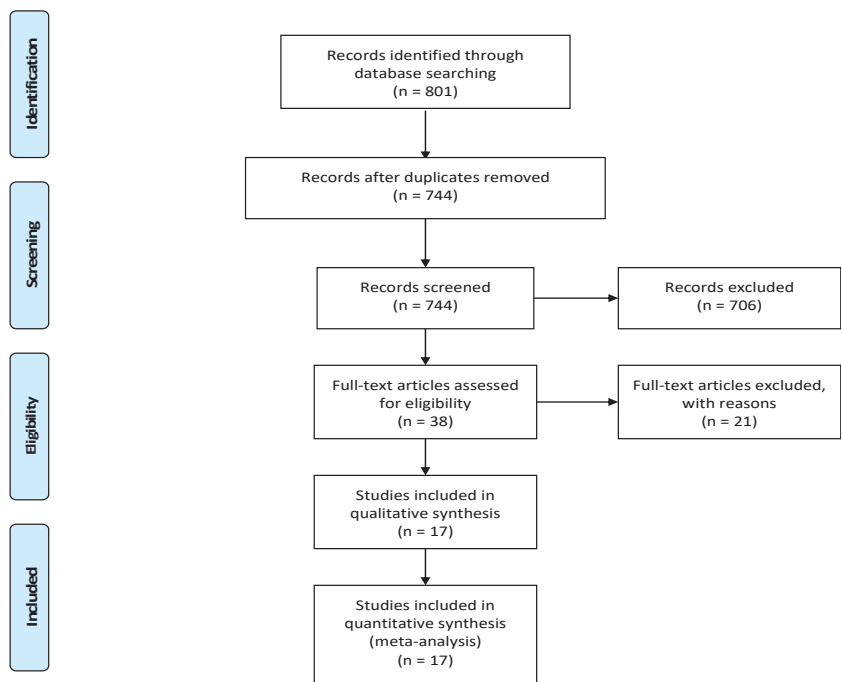 Identification
Records identified through
database searching
(n = 801)
Records after duplicates removed
(n = 744)
Screening
Records screened
(n = 744)
Records excluded
(n = 706)
Eligibility
Full-text articles assessed
for eligibility
(n = 38)
Full-text articles excluded,
with reasons
(n = 21)
Studies included in
qualitative synthesis
(n = 17)
Included
Studies included in
quantitative synthesis
(meta-analysis)
(n = 17)